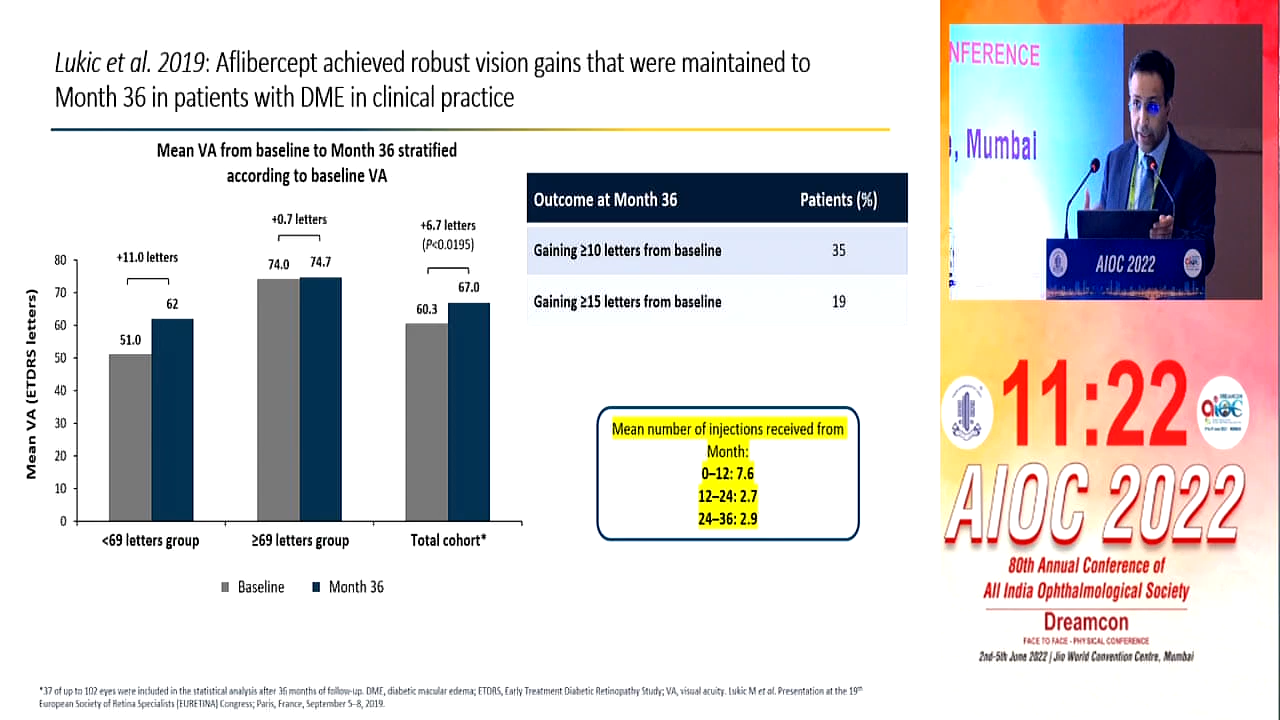 Lukic et al. 2019: Aflibercept achieved robust vision gains that were maintained to
Month 36 in patients with DME in clinical practice
Mean VA from baseline to Month 36 stratified
according to baseline VA
Mean VA (ETDRS letters)
80
70
60
50
40
30
20
10
0
+11.0 letters
51.0
62
+0.7 letters
74.0
74.7
+6.7 letters
(P<0.0195)
60.3
67.0
<69 letters group
≥69 letters group
Total cohort*
Baseline
Month 36
Outcome at Month 36 Patients (%)
Gaining ≥10 letters from baseline 35
Gaining ≥15 letters from baseline 19
Mean number of injections received from
Month:
0–12: 7.6
12–24: 2.7
24–36: 2.9
*37 of up to 102 eyes were included in the statistical analysis after 36 months of follow-up. DME, diabetic macular edema; ETDRS, Early Treatment Diabetic Retinopathy Study; VA, visual acuity. Lukic M et al. Presentation at the 19th
European Society of Retina Specialists (EURETINA) Congress; Paris, France, September 5–8, 2019.
NFERENCE
, Mumbai
AIOC 2022
11:22
AIOC 2022
80th Annual Conference of
All India Ophthalmological Society
Dreamcon
FACE TO FACE - PHYSICAL CONFERENCE
2nd-5th June 2022 | Jio World Convention Centre, Mumbai